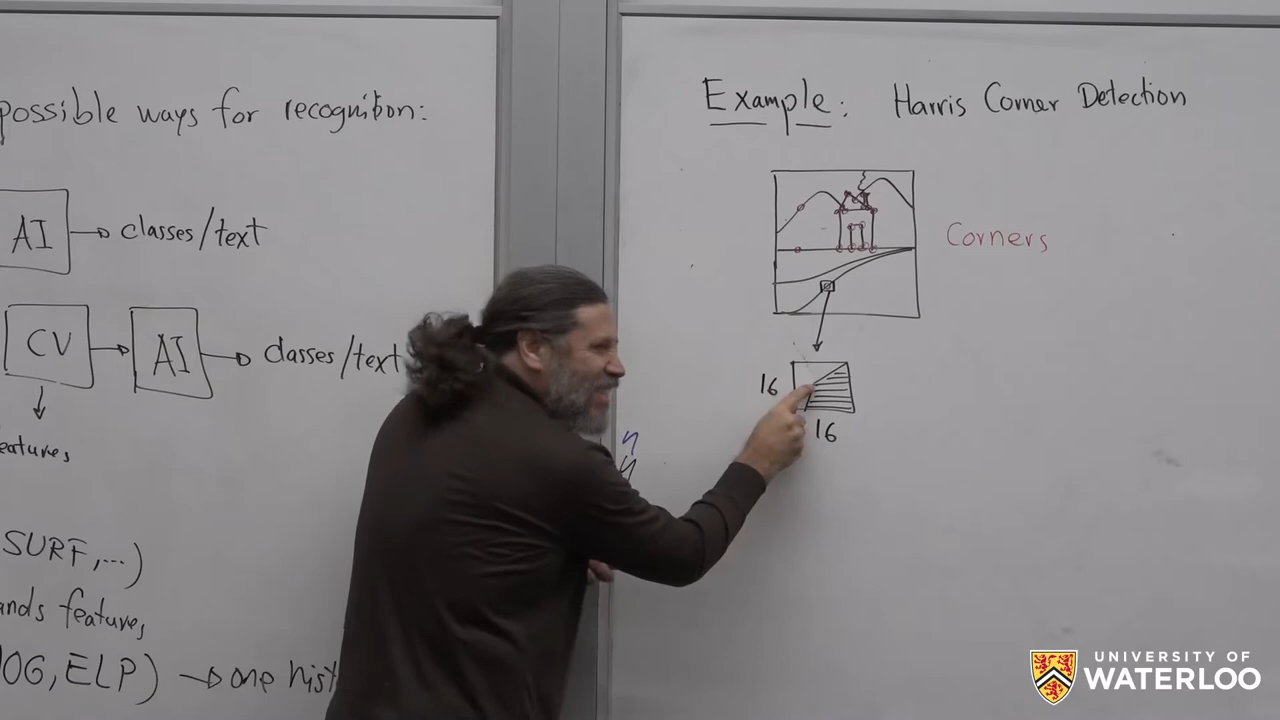 possible ways for recognition:
AI → classes/text
CV → AI → classes/text
eatures
SURF,...)
ands features
OG, ELP) → one hist
Example: Harris Corner Detection
Corners
16
16
UNIVERSITY OF
WATERLOO